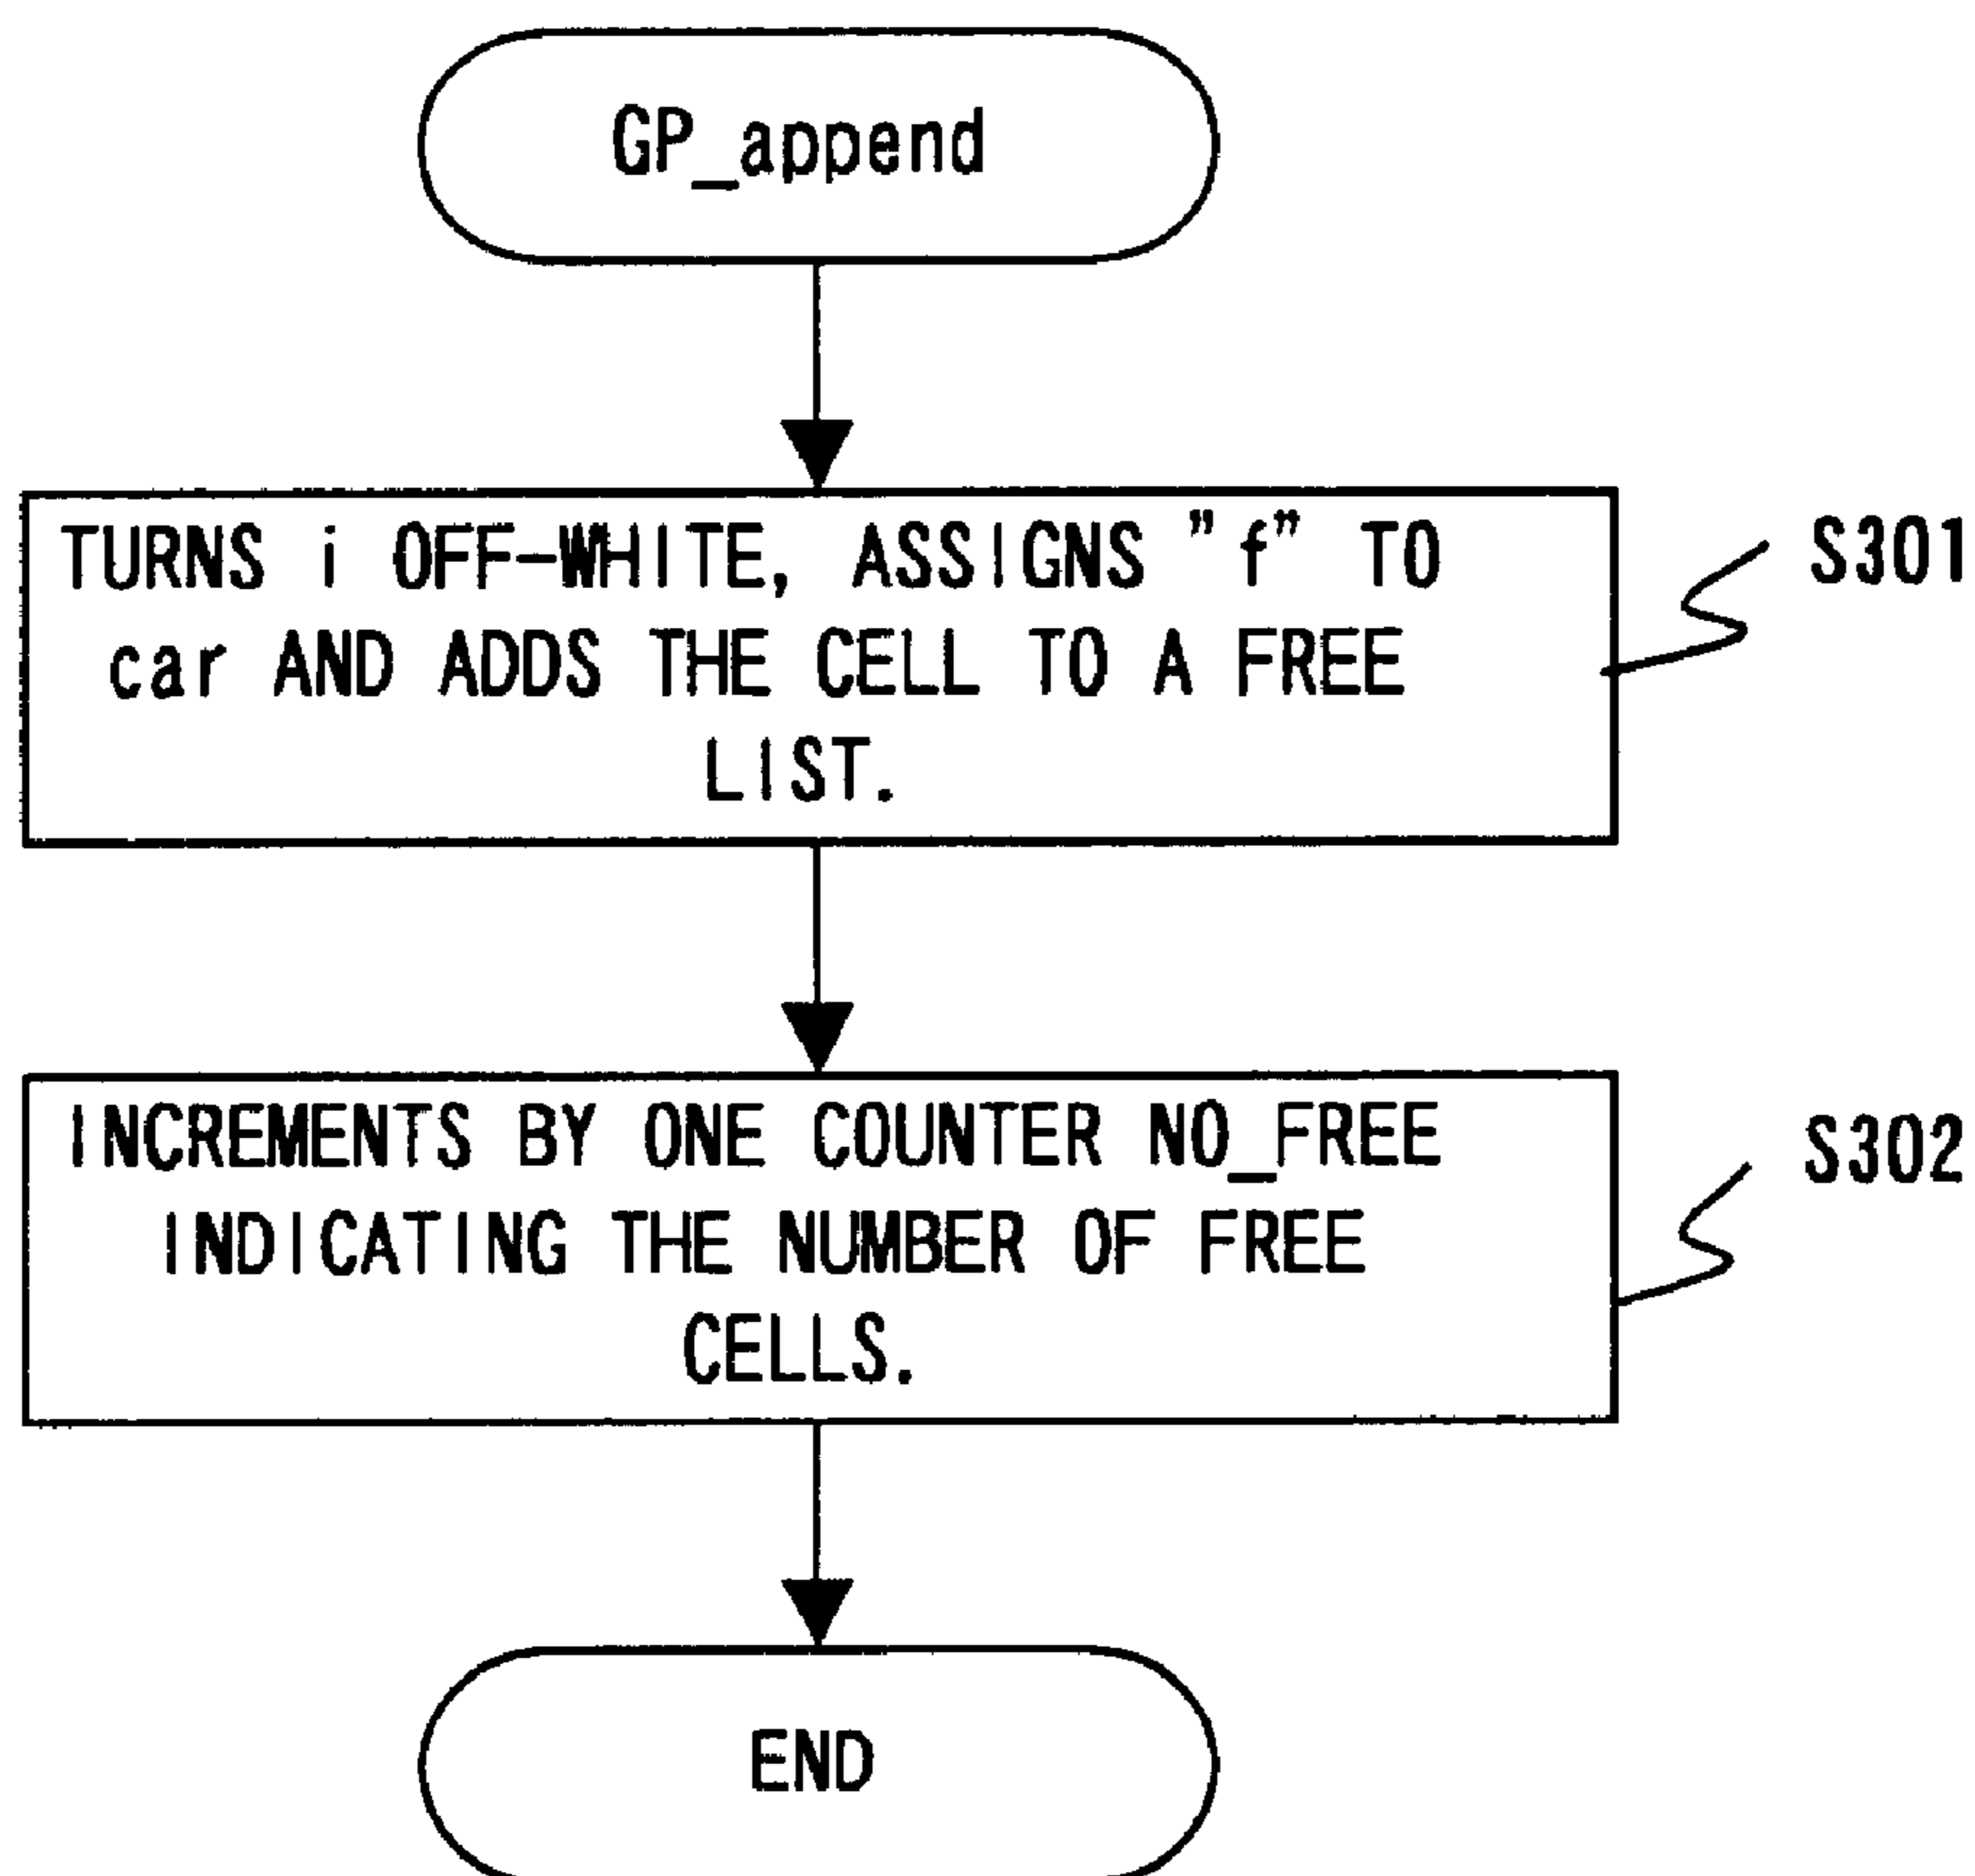 GP_append
TURNS i OFF-WHITE, ASSIGNS "f" TO
car AND ADDS THE CELL TO A FREE
LIST.
S301
INCREMENTS BY ONE COUNTER NO_FREE
INDICATING THE NUMBER OF FREE
CELLS.
S302
END